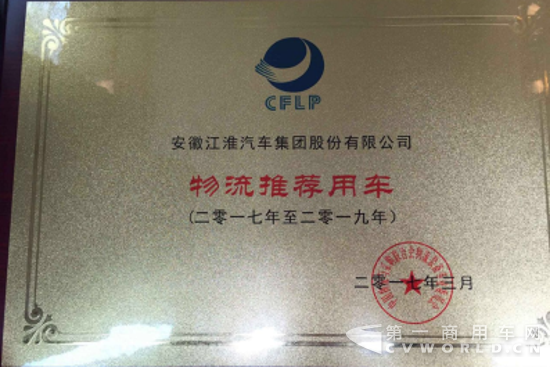 CFLP
安徽江淮汽车集团股份有限公司
物流推荐用车
(二零一七年至二零一九年)
二零一七年三月
第一商用车网
CVWORLD.CN